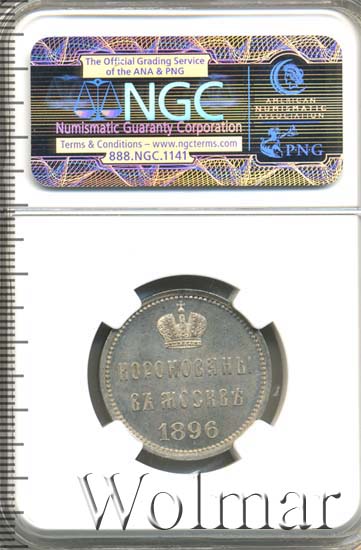 The Official Grading Service
of the ANA & PNG
NGC
Numismatic Guaranty Corporation
Terms & Conditions – www.ngcterms.com
888.NGC.1141
AMERICAN
NUMISMATIC
ASSOCIATION
PNG
КОРОНОВАНЪ
ВЪ МОСКВѢ
1896
Wolmar